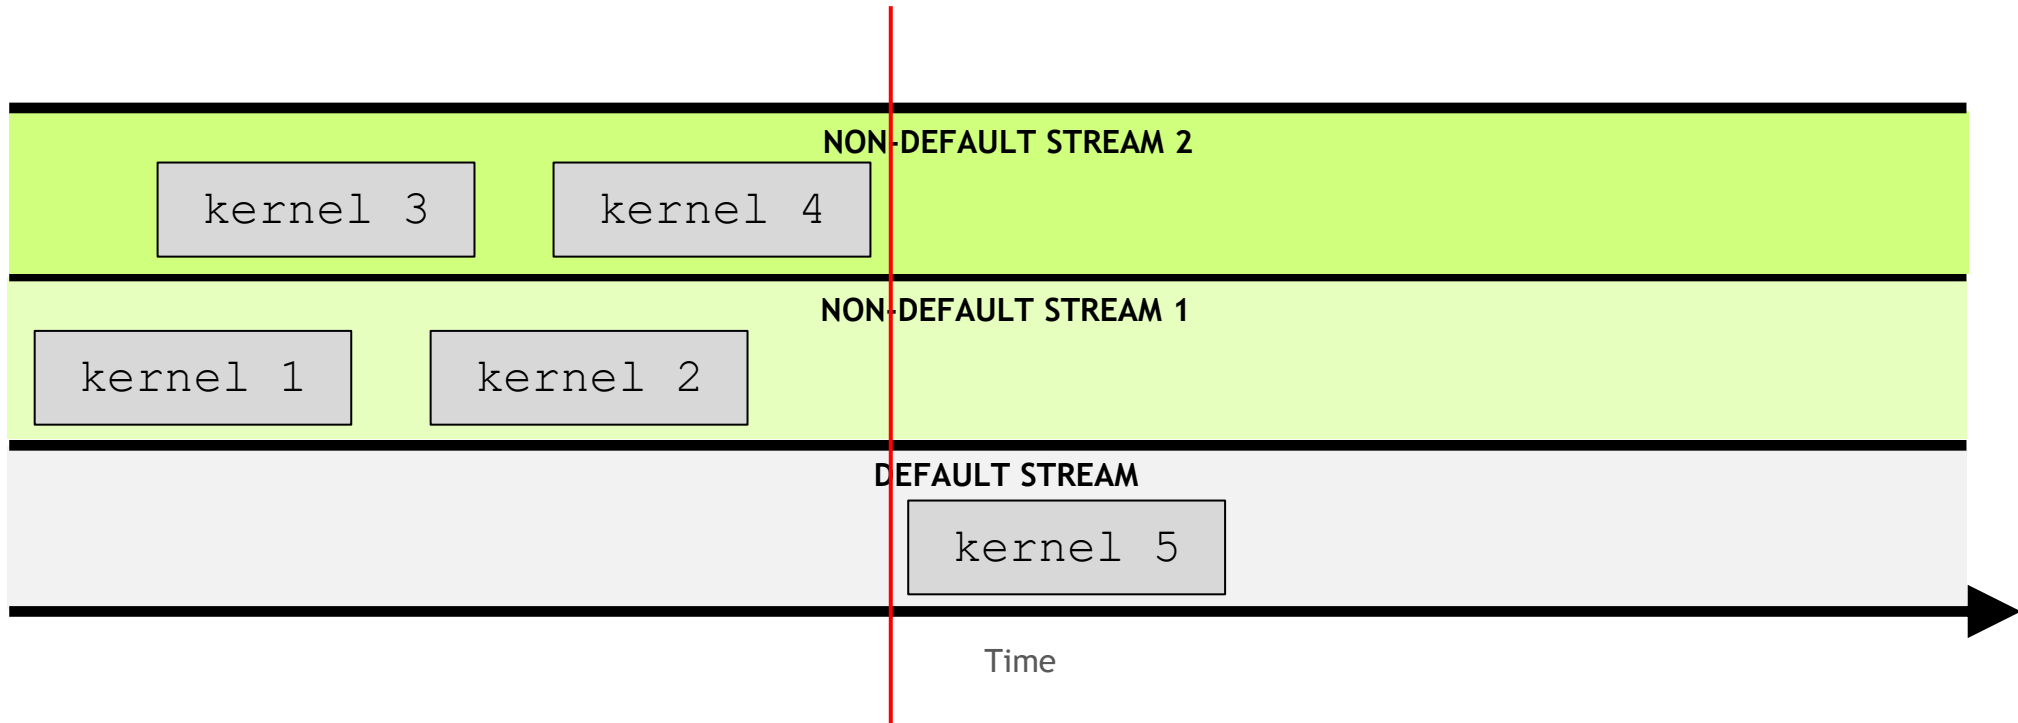 NON-DEFAULT STREAM 2
kernel 3
kernel 4
NON-DEFAULT STREAM 1
kernel 1
kernel 2
DEFAULT STREAM
kernel 5
Time